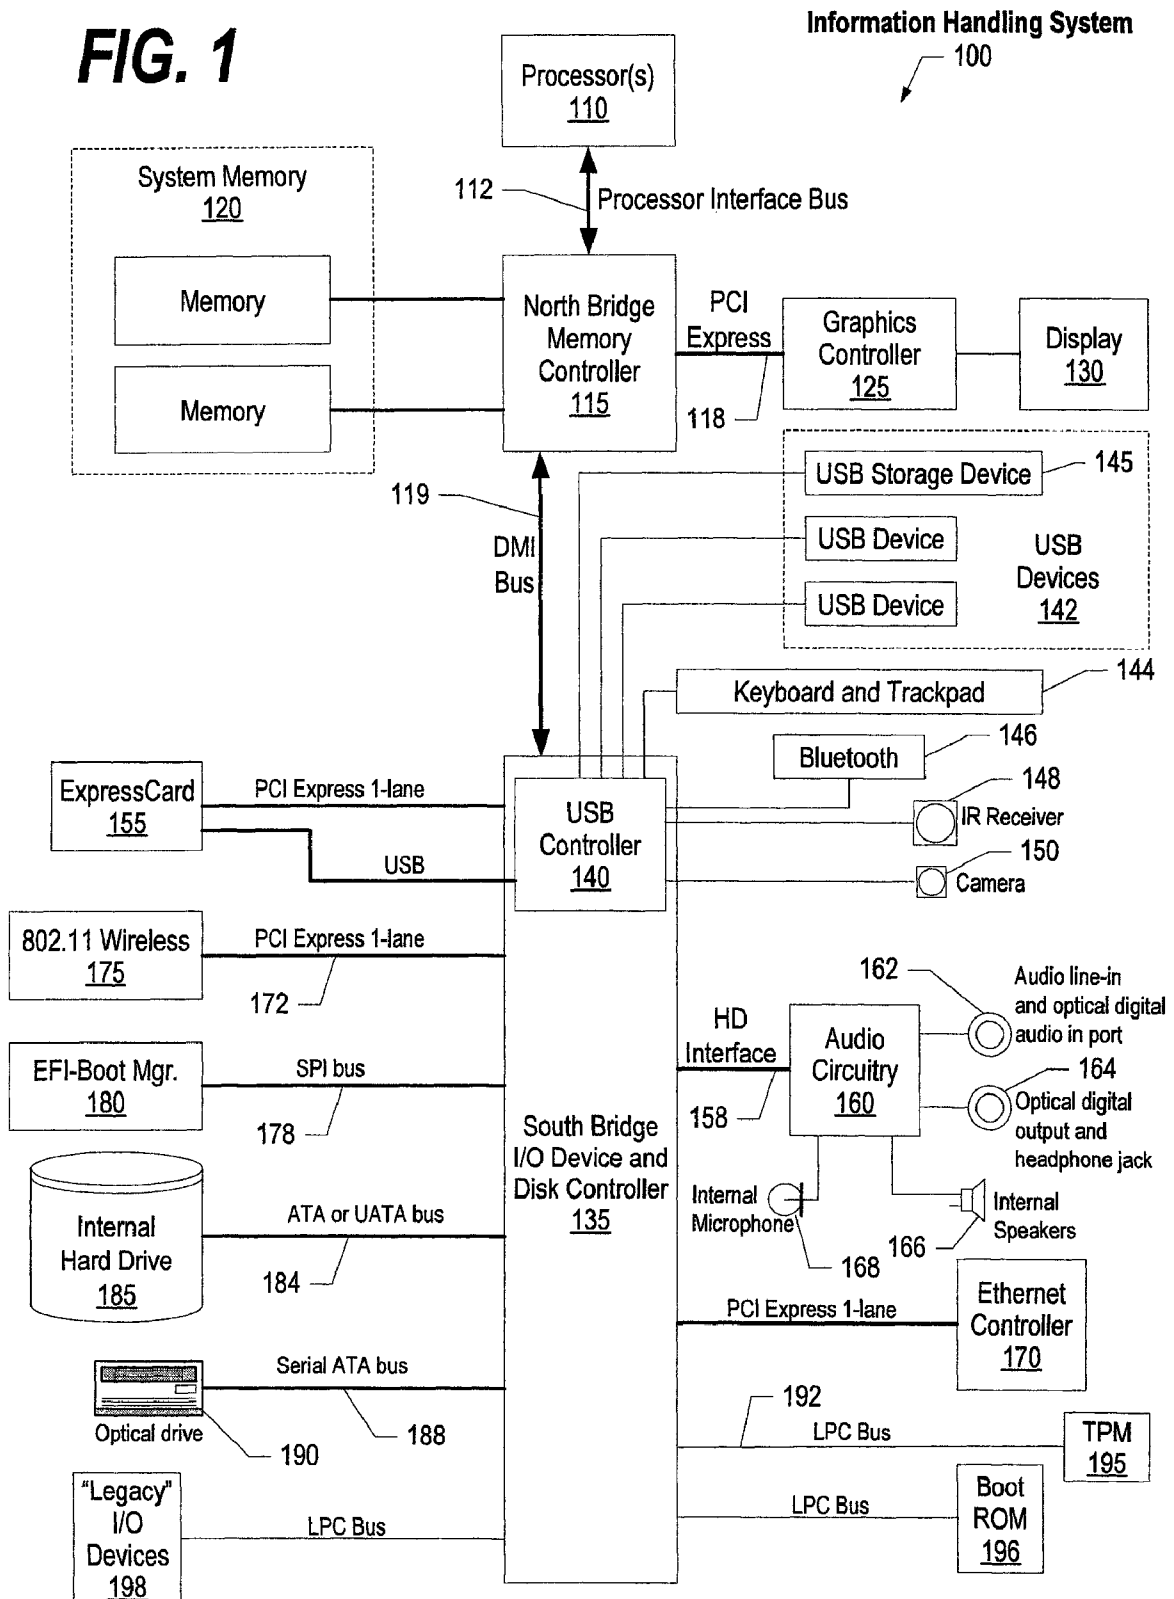 FIG. 1
Information Handling System
100
Processor(s)
110
112
Processor Interface Bus
System Memory
120
Memory
Memory
North Bridge
Memory
Controller
115
PCI
Express
118
Graphics
Controller
125
Display
130
119
DMI
Bus
USB Storage Device
145
USB Device
USB Device
USB
Devices
142
144
Keyboard and Trackpad
146
Bluetooth
148
IR Receiver
150
Camera
ExpressCard
155
PCI Express 1-lane
USB
USB
Controller
140
802.11 Wireless
175
PCI Express 1-lane
172
EFI-Boot Mgr.
180
SPI bus
178
162
Audio line-in
and optical digital
audio in port
HD
Interface
158
Audio
Circuitry
160
164
Optical digital
output and
headphone jack
South Bridge
I/O Device and
Disk Controller
135
Internal
Microphone
168
166
Internal
Speakers
Internal
Hard Drive
185
ATA or UATA bus
184
PCI Express 1-lane
Ethernet
Controller
170
Serial ATA bus
188
Optical drive
190
192
LPC Bus
TPM
195
"Legacy"
I/O
Devices
198
LPC Bus
LPC Bus
Boot
ROM
196